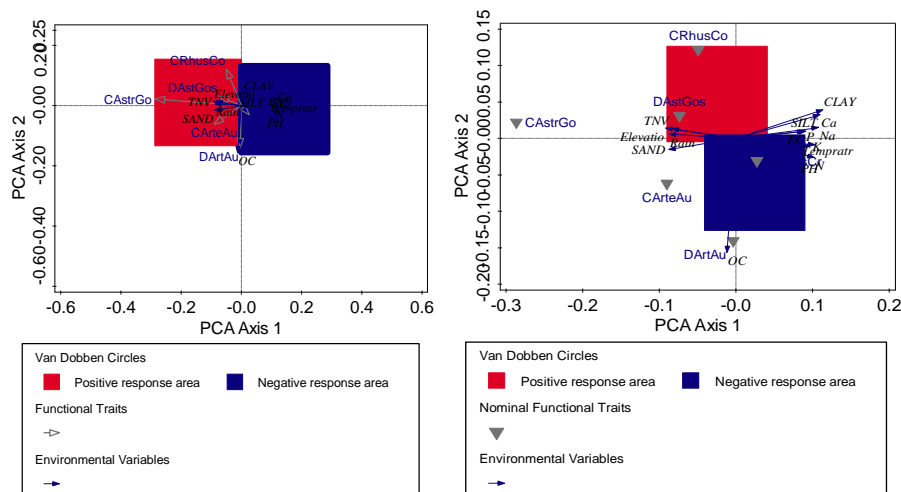 PCA Axis 2
0.20
-0.00
-0.20
-0.40
-0.60
CRhusCo
CLAY
DAstGos
Elevatio
CAstrGo
TNV
SILT
Ca
Tempratr
Rain
SAND
PH
CArteAu
DArtAu
OC
-0.6
-0.4
-0.2
0.0
0.2
0.4
0.6
PCA Axis 1
Van Dobben Circles
Positive response area
Negative response area
Functional Traits
Environmental Variables
PCA Axis 2
0.15
0.10
0.05
-0.00
-0.05
-0.10
-0.15
-0.20
CRhusCo
DAstGos
CLAY
CAstrGo
TNV
SILT
Ca
Elevatio
P
Na
Rain
K
SAND
Tempratr
PH
N
CArteAu
DArtAu
OC
-0.3
-0.2
-0.1
-0.0
0.1
0.2
PCA Axis 1
Van Dobben Circles
Positive response area
Negative response area
Nominal Functional Traits
Environmental Variables